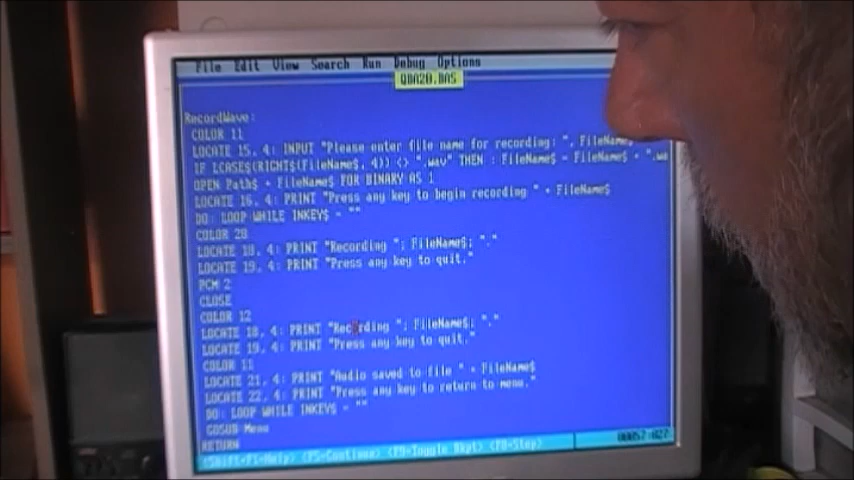 File Edit View Search Run Debug Options
QBA20.BAS
RecordWave:
COLOR 11
LOCATE 15, 4: INPUT "Please enter file name for recording: ", FileName$
IF LCASE$(RIGHT$(FileName$, 4)) <> ".wav" THEN : FileName$ = FileName$ + ".wa
OPEN Path$ + FileName$ FOR BINARY AS 1
LOCATE 16, 4: PRINT "Press any key to begin recording " + FileName$
DO: LOOP WHILE INKEY$ = ""
COLOR 28
LOCATE 18, 4: PRINT "Recording "; FileName$; "."
LOCATE 19, 4: PRINT "Press any key to quit."
PCM 2
CLOSE
COLOR 12
LOCATE 18, 4: PRINT "Recording "; FileName$; "."
LOCATE 19, 4: PRINT "Press any key to quit."
COLOR 11
LOCATE 21, 4: PRINT "Audio saved to file " + FileName$
LOCATE 22, 4: PRINT "Press any key to return to menu."
DO: LOOP WHILE INKEY$ = ""
GOSUB Menu
RETURN
<Shift+F1=Help> <F5=Continue> <F9=Toggle Bkpt> <F8=Step> 00057:027